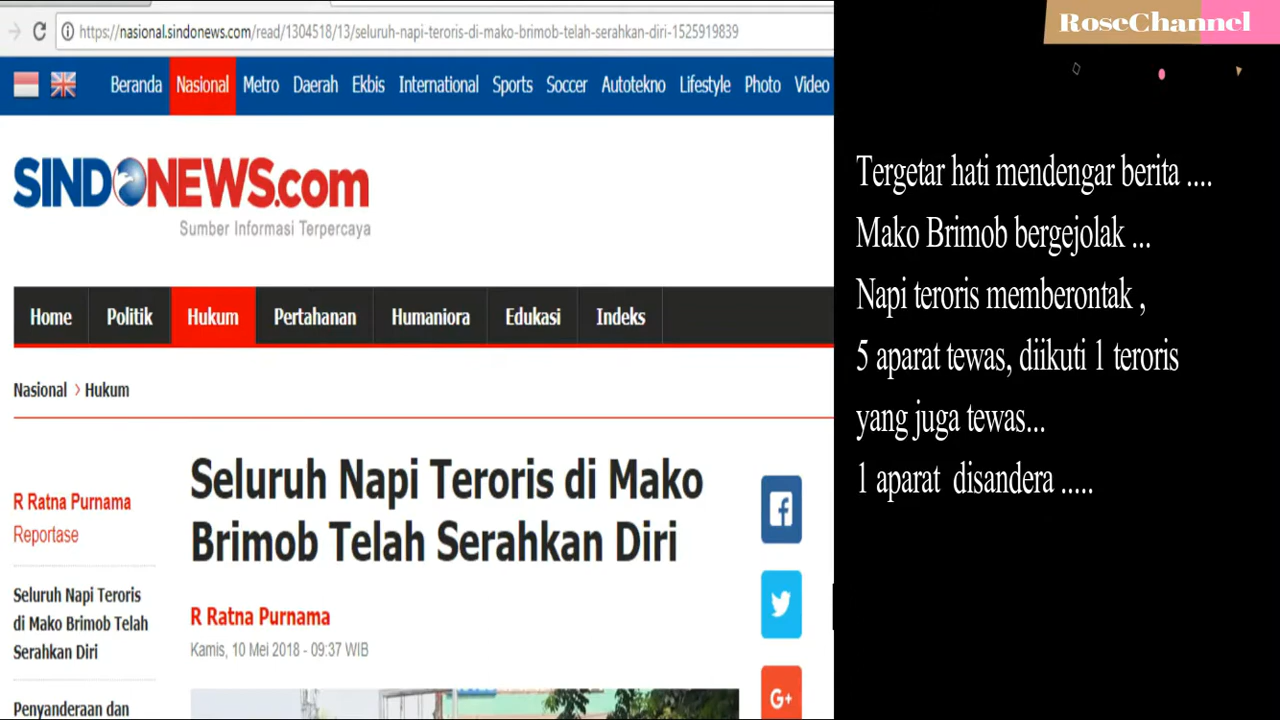 https://nasional.sindonews.com/read/1304518/13/seluruh-napi-teroris-di-mako-brimob-telah-serahkan-diri-1525919839
Beranda Nasional Metro Daerah Ekbis International Sports Soccer Autotekno Lifestyle Photo Video
SINDONEWS.com
Sumber Informasi Terpercaya
Home Politik Hukum Pertahanan Humaniora Edukasi Indeks
Nasional > Hukum
R Ratna Purnama
Reportase
Seluruh Napi Teroris
di Mako Brimob Telah
Serahkan Diri
Penyanderaan dan
Seluruh Napi Teroris di Mako
Brimob Telah Serahkan Diri
R Ratna Purnama
Kamis, 10 Mei 2018 - 09:37 WIB
G+
RoseChannel
Tergetar hati mendengar berita ....
Mako Brimob bergejolak ...
Napi teroris memberontak ,
5 aparat tewas, diikuti 1 teroris
yang juga tewas...
1 aparat disandera .....